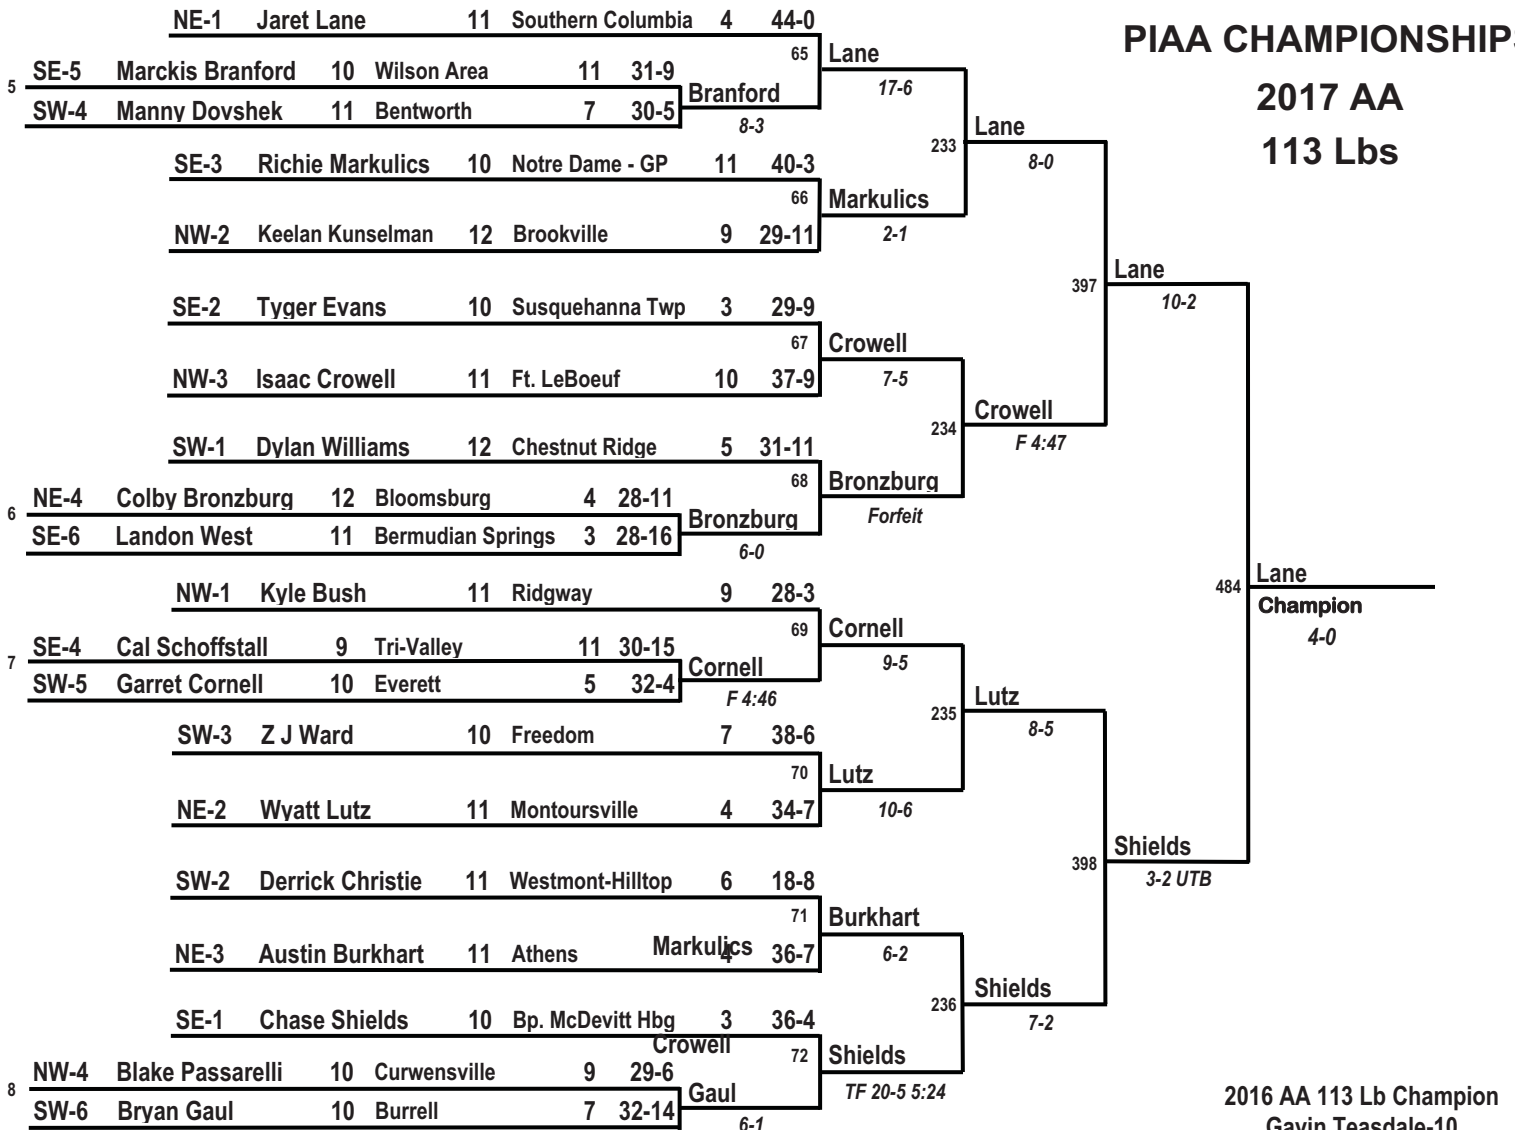 PIAA CHAMPIONSHIPS
2017 AA
113 Lbs
NE-1 Jaret Lane 11 Southern Columbia 4 44-0
65 Lane
17-6
5 SE-5 Marckis Branford 10 Wilson Area 11 31-9
SW-4 Manny Dovshek 11 Bentworth 7 30-5
Branford
8-3
233 Lane
8-0
SE-3 Richie Markulics 10 Notre Dame - GP 11 40-3
66 Markulics
2-1
NW-2 Keelan Kunselman 12 Brookville 9 29-11
397 Lane
10-2
SE-2 Tyger Evans 10 Susquehanna Twp 3 29-9
67 Crowell
7-5
NW-3 Isaac Crowell 11 Ft. LeBoeuf 10 37-9
234 Crowell
F 4:47
SW-1 Dylan Williams 12 Chestnut Ridge 5 31-11
68 Bronzburg
Forfeit
6 NE-4 Colby Bronzburg 12 Bloomsburg 4 28-11
SE-6 Landon West 11 Bermudian Springs 3 28-16
Bronzburg
6-0
484 Lane
Champion
4-0
NW-1 Kyle Bush 11 Ridgway 9 28-3
69 Cornell
9-5
7 SE-4 Cal Schoffstall 9 Tri-Valley 11 30-15
SW-5 Garret Cornell 10 Everett 5 32-4
Cornell
F 4:46
235 Lutz
8-5
SW-3 Z J Ward 10 Freedom 7 38-6
70 Lutz
10-6
NE-2 Wyatt Lutz 11 Montoursville 4 34-7
398 Shields
3-2 UTB
SW-2 Derrick Christie 11 Westmont-Hilltop 6 18-8
71 Burkhart
6-2
NE-3 Austin Burkhart 11 Athens 4 36-7
Markulics
236 Shields
7-2
SE-1 Chase Shields 10 Bp. McDevitt Hbg 3 36-4
Crowell
72 Shields
TF 20-5 5:24
8 NW-4 Blake Passarelli 10 Curwensville 9 29-6
SW-6 Bryan Gaul 10 Burrell 7 32-14
Gaul
6-1
2016 AA 113 Lb Champion
Gavin Teasdale-10